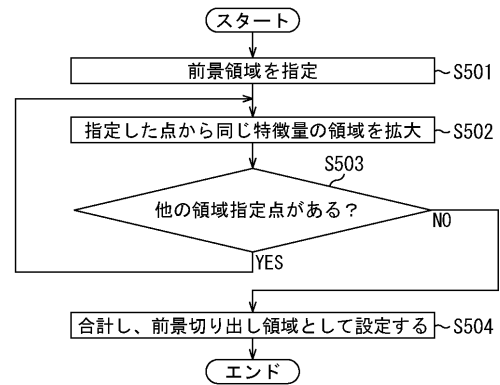 スタート
前景領域を指定
S501
指定した点から同じ特徴量の領域を拡大
S502
S503
他の領域指定点がある？
NO
YES
合計し、前景切り出し領域として設定する
S504
エンド